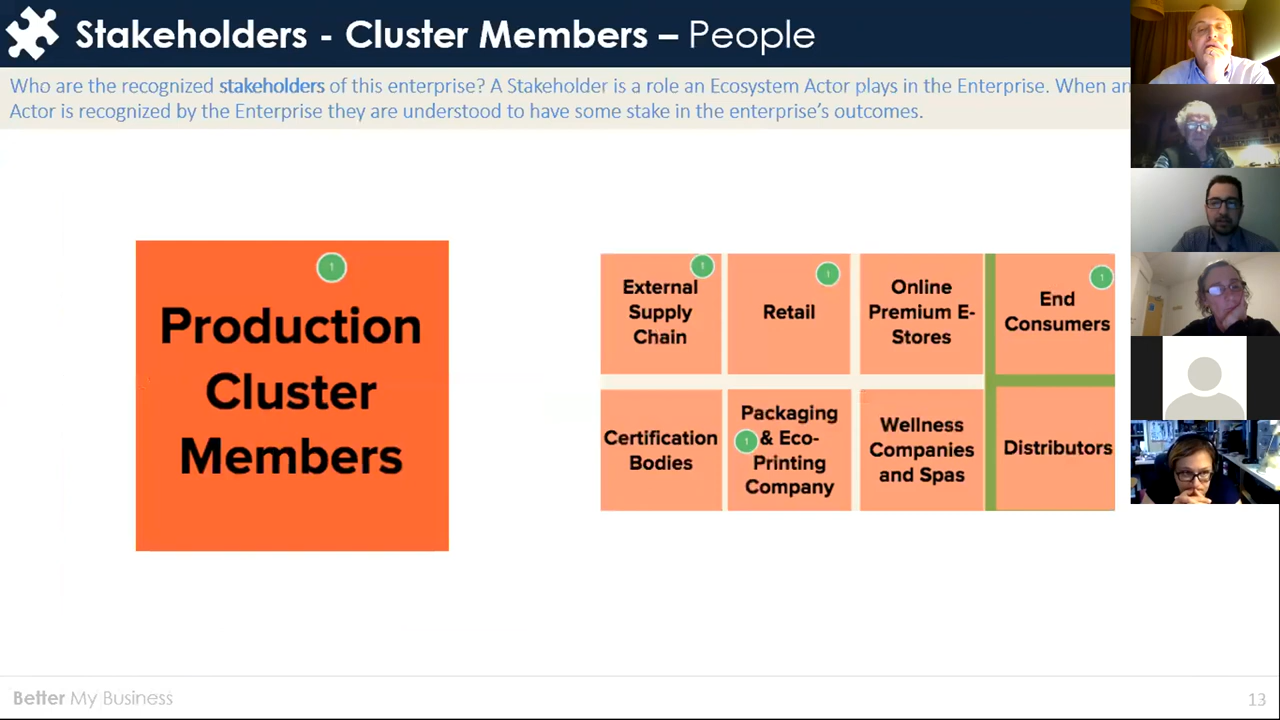 Stakeholders - Cluster Members – People
Who are the recognized stakeholders of this enterprise? A Stakeholder is a role an Ecosystem Actor plays in the Enterprise. When an
Actor is recognized by the Enterprise they are understood to have some stake in the enterprise's outcomes.
1
Production
Cluster
Members
1
External
Supply
Chain
1
Retail
Online
Premium E-
Stores
1
End
Consumers
Certification
Bodies
Packaging
1 & Eco-
Printing
Company
Wellness
Companies
and Spas
Distributors
Better My Business
13